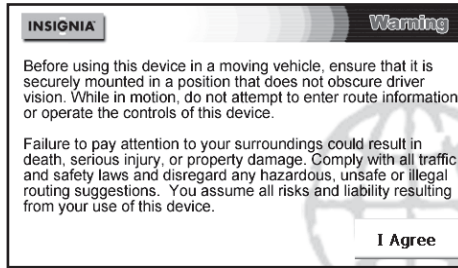 INSIGNIA
Warning
Before using this device in a moving vehicle, ensure that it is
securely mounted in a position that does not obscure driver
vision. While in motion, do not attempt to enter route information
or operate the controls of this device.
Failure to pay attention to your surroundings could result in
death, serious injury, or property damage. Comply with all traffic
and safety laws and disregard any hazardous, unsafe or illegal
routing suggestions. You assume all risks and liability resulting
from your use of this device.
I Agree